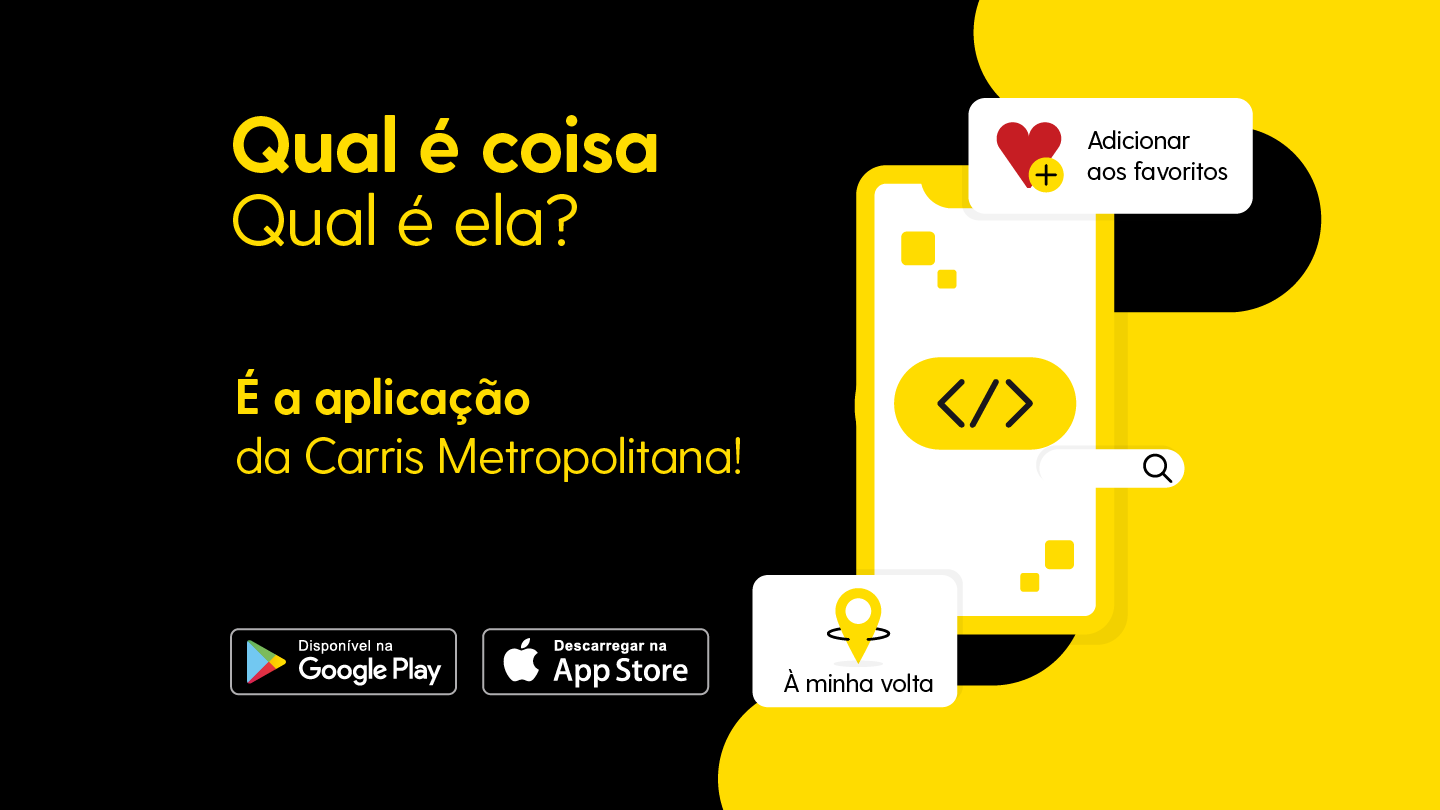 Qual é coisa
Qual é ela?
É a aplicação
da Carris Metropolitana!
Disponível na
Google Play
Descarregar na
App Store
Adicionar
aos favoritos
</>
À minha volta